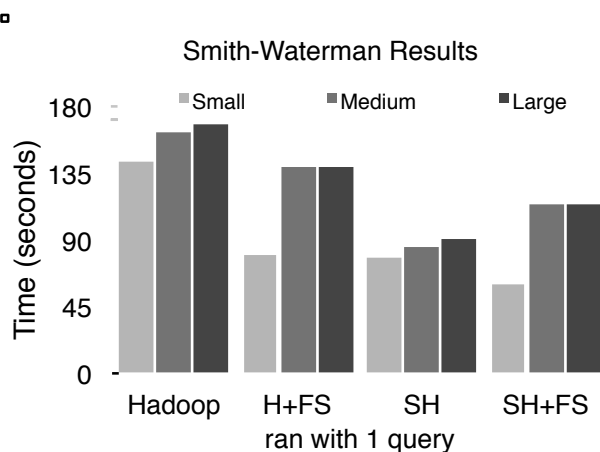 Smith-Waterman Results
Small Medium Large
Time (seconds)
180
135
90
45
0
Hadoop H+FS SH SH+FS
ran with 1 query